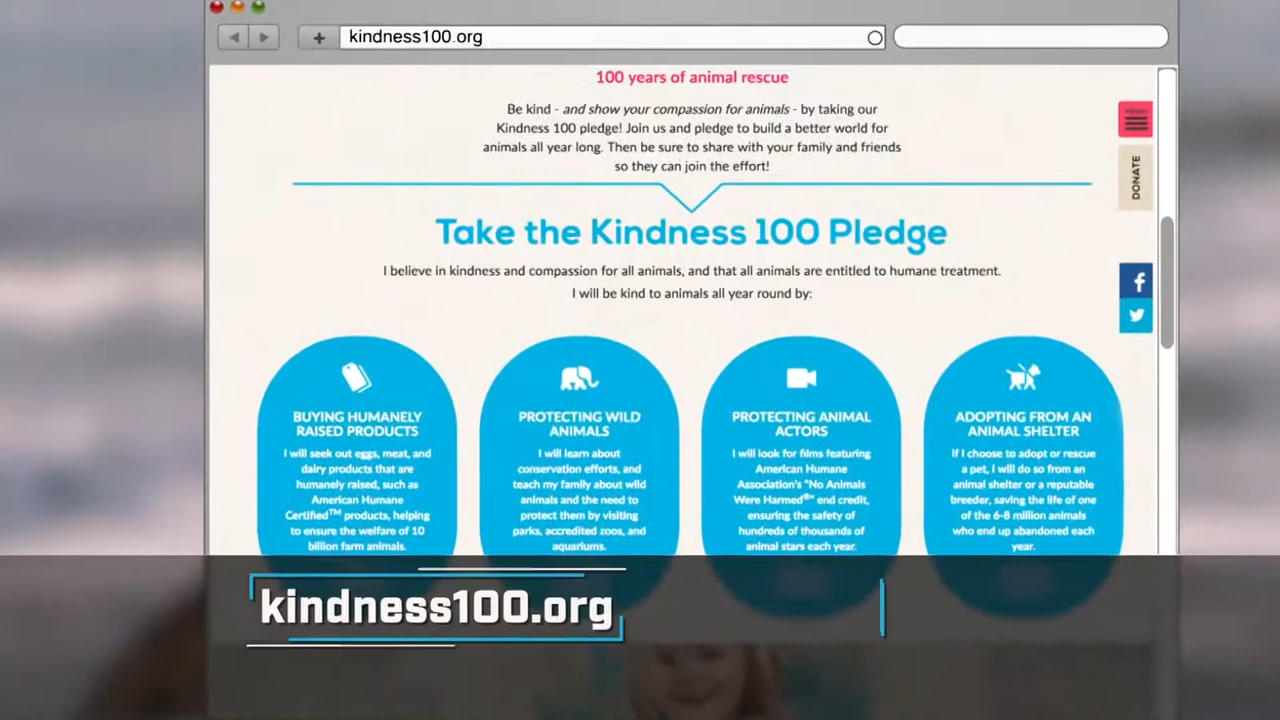 kindness100.org
100 years of animal rescue
Be kind - and show your compassion for animals - by taking our
Kindness 100 pledge! Join us and pledge to build a better world for
animals all year long. Then be sure to share with your family and friends
so they can join the effort!
MENU
DONATE
Take the Kindness 100 Pledge
I believe in kindness and compassion for all animals, and that all animals are entitled to humane treatment.
I will be kind to animals all year round by:
BUYING HUMANELY
RAISED PRODUCTS
I will seek out eggs, meat, and
dairy products that are
humanely raised, such as
American Humane
Certified™ products, helping
to ensure the welfare of 10
billion farm animals.
PROTECTING WILD
ANIMALS
I will learn about
conservation efforts, and
teach my family about wild
animals and the need to
protect them by visiting
parks, accredited zoos, and
aquariums.
PROTECTING ANIMAL
ACTORS
I will look for films featuring
American Humane
Association's "No Animals
Were Harmed®" end credit,
ensuring the safety of
hundreds of thousands of
animal stars each year.
ADOPTING FROM AN
ANIMAL SHELTER
If I choose to adopt or rescue
a pet, I will do so from an
animal shelter or a reputable
breeder, saving the life of one
of the 6-8 million animals
who end up abandoned each
year.
kindness100.org